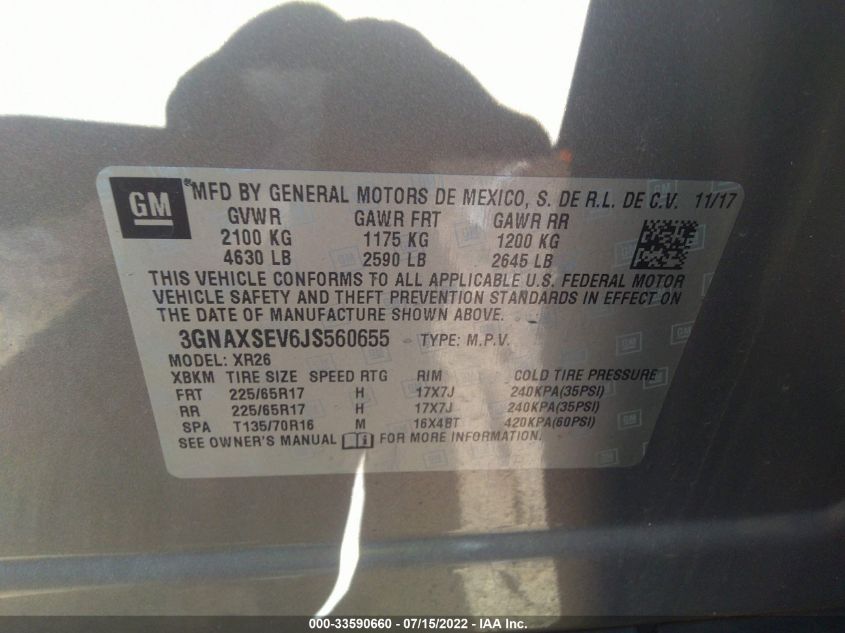 GM
MFD BY GENERAL MOTORS DE MEXICO, S. DE R.L. DE C.V. 11/17
GVWR GAWR FRT GAWR RR
2100 KG 1175 KG 1200 KG
4630 LB 2590 LB 2645 LB
THIS VEHICLE CONFORMS TO ALL APPLICABLE U.S. FEDERAL MOTOR
VEHICLE SAFETY AND THEFT PREVENTION STANDARDS IN EFFECT ON
THE DATE OF MANUFACTURE SHOWN ABOVE.
3GNAXSEV6JS560655 TYPE: M.P.V.
MODEL: XR26
XBKM TIRE SIZE SPEED RTG RIM COLD TIRE PRESSURE
FRT 225/65R17 H 17X7J 240KPA(35PSI)
RR 225/65R17 H 17X7J 240KPA(35PSI)
SPA T135/70R16 M 16X4BT 420KPA(60PSI)
SEE OWNER'S MANUAL i FOR MORE INFORMATION.
000-33590660 - 07/15/2022 - IAA Inc.